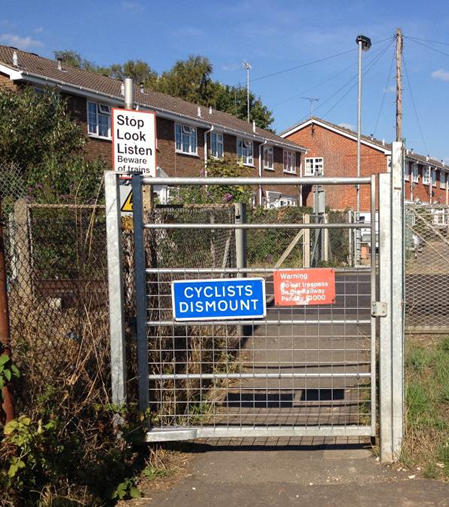 Stop
Look
Listen
Beware
of trains
CYCLISTS
DISMOUNT
Warning
Do not trespass
on the Railway
Penalty £1000